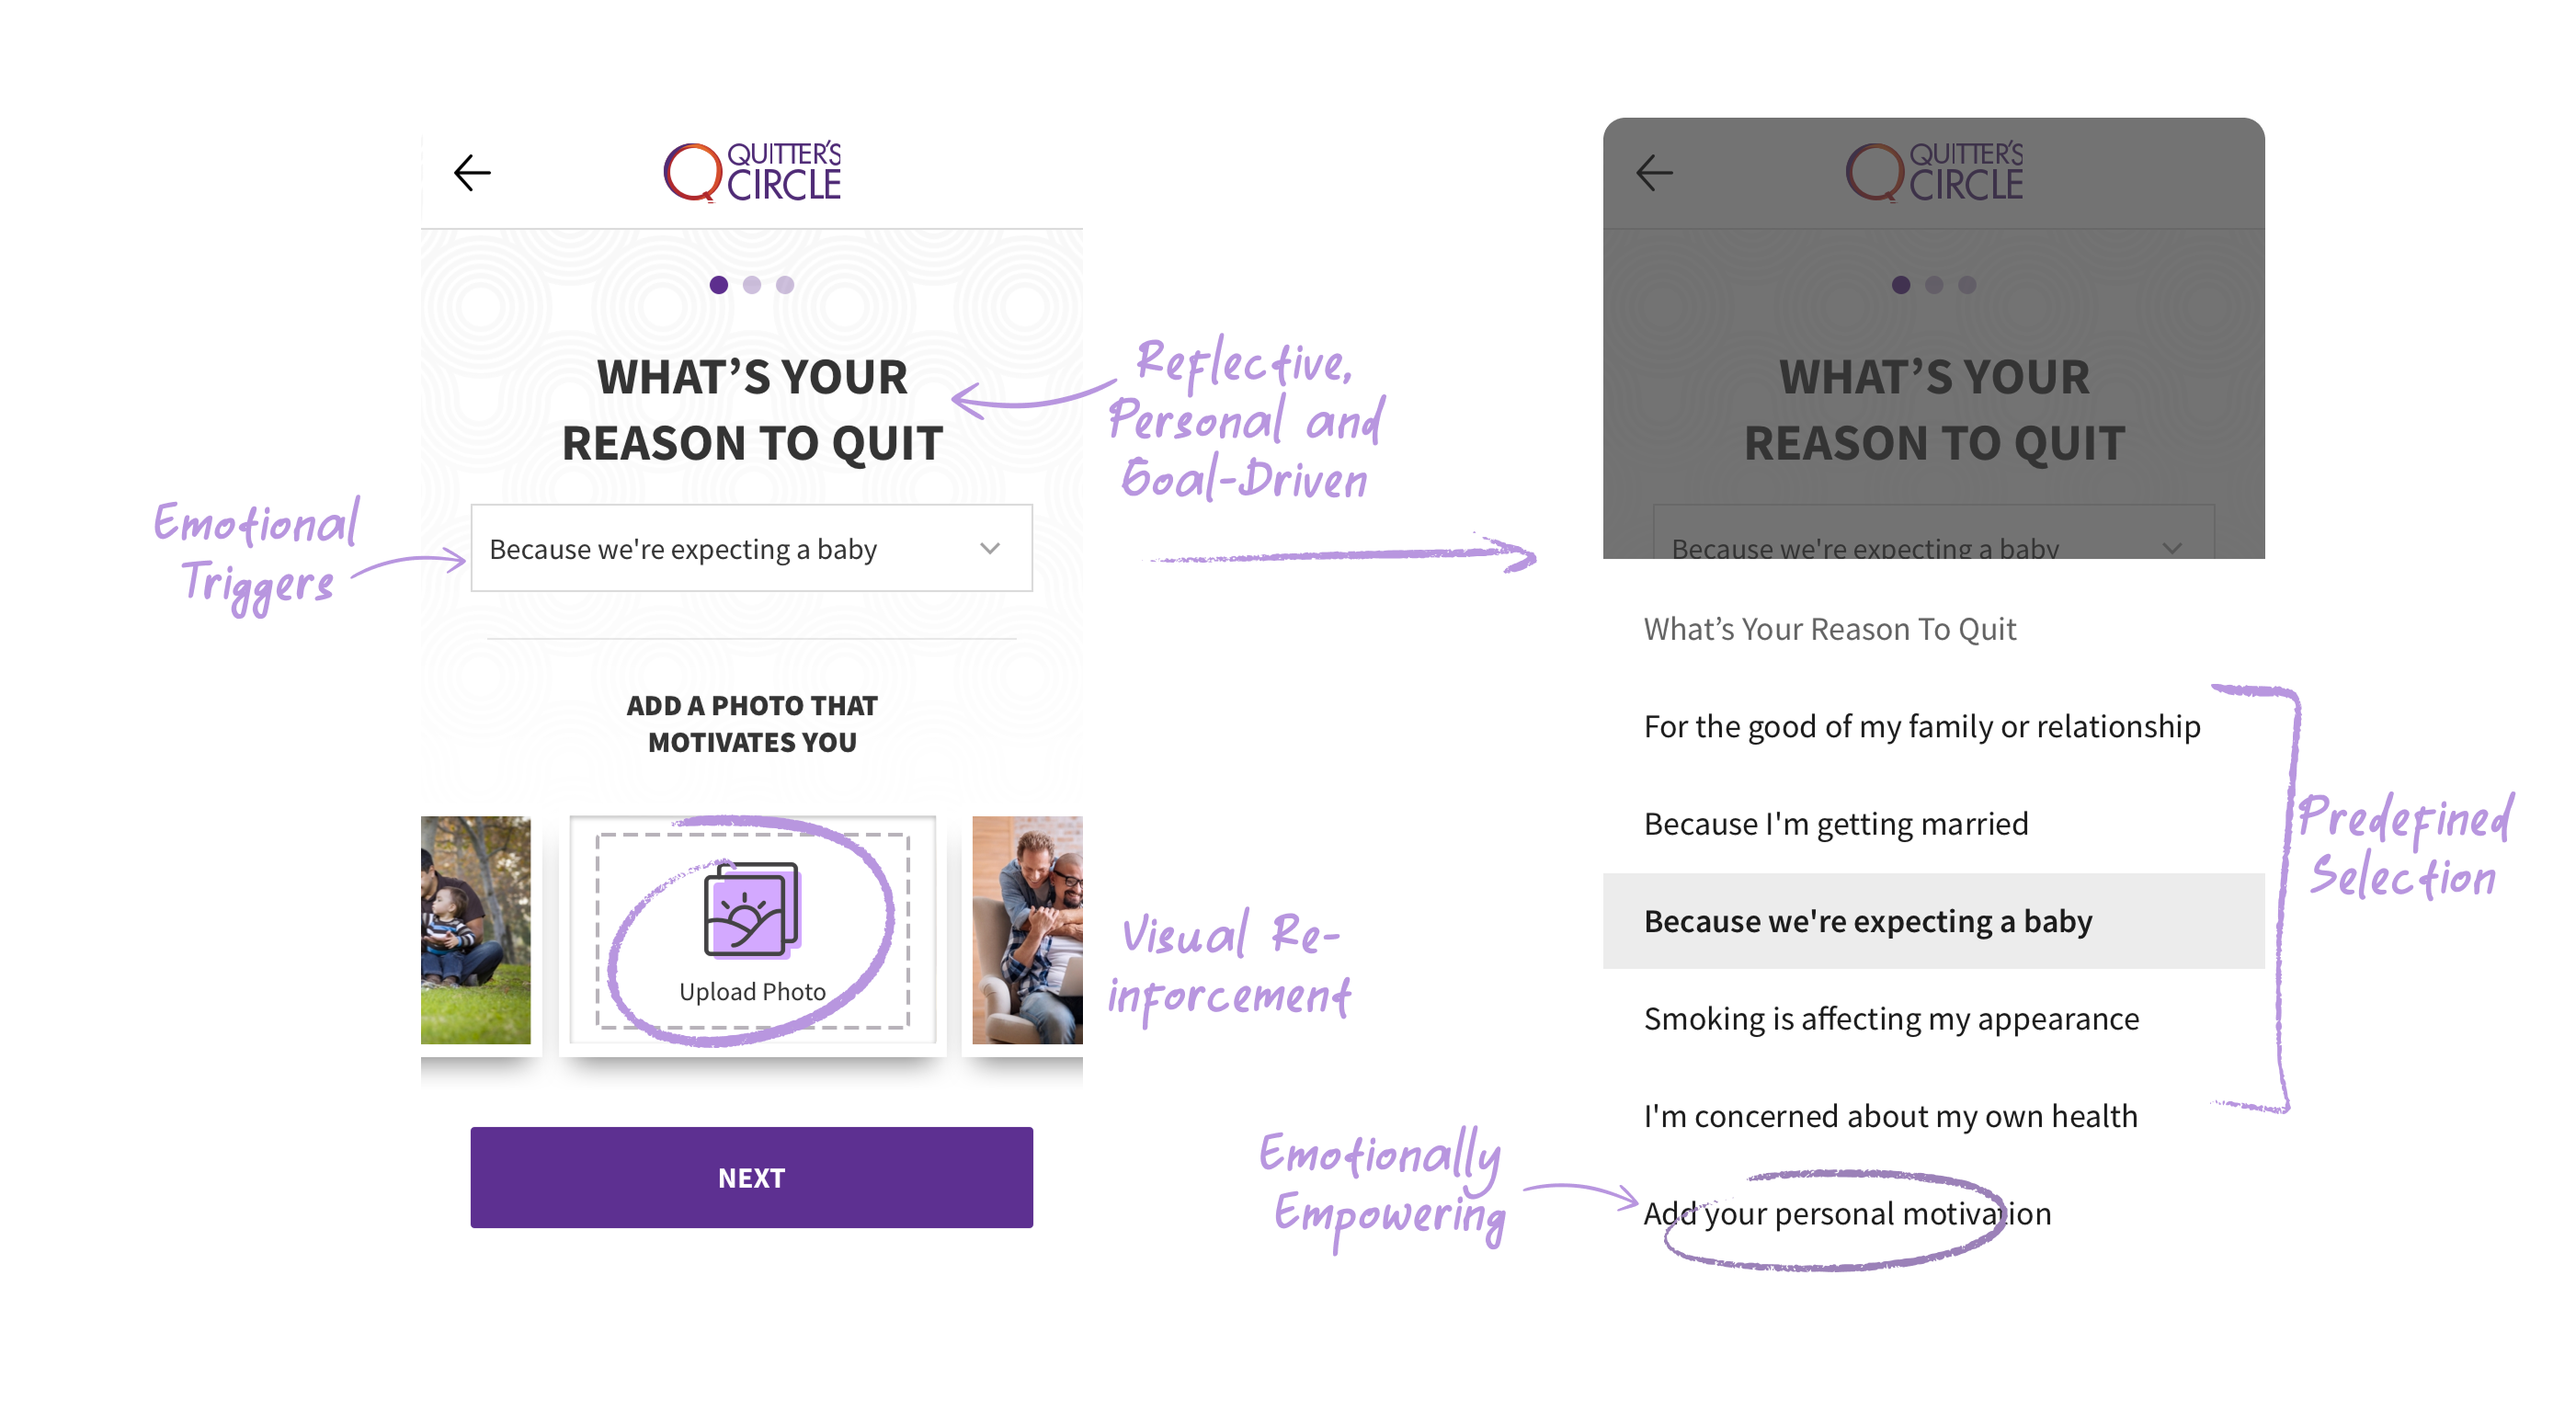 QUITTER'S
CIRCLE
WHAT'S YOUR
REASON TO QUIT
Because we're expecting a baby
ADD A PHOTO THAT
MOTIVATES YOU
Upload Photo
NEXT
Emotional
Triggers
Reflective,
Personal and
Goal-Driven
Visual Re-
inforcement
QUITTER'S
CIRCLE
WHAT'S YOUR
REASON TO QUIT
Because we're expecting a baby
What's Your Reason To Quit
For the good of my family or relationship
Because I'm getting married
Because we're expecting a baby
Smoking is affecting my appearance
I'm concerned about my own health
Add your personal motivation
Predefined
Selection
Emotionally
Empowering